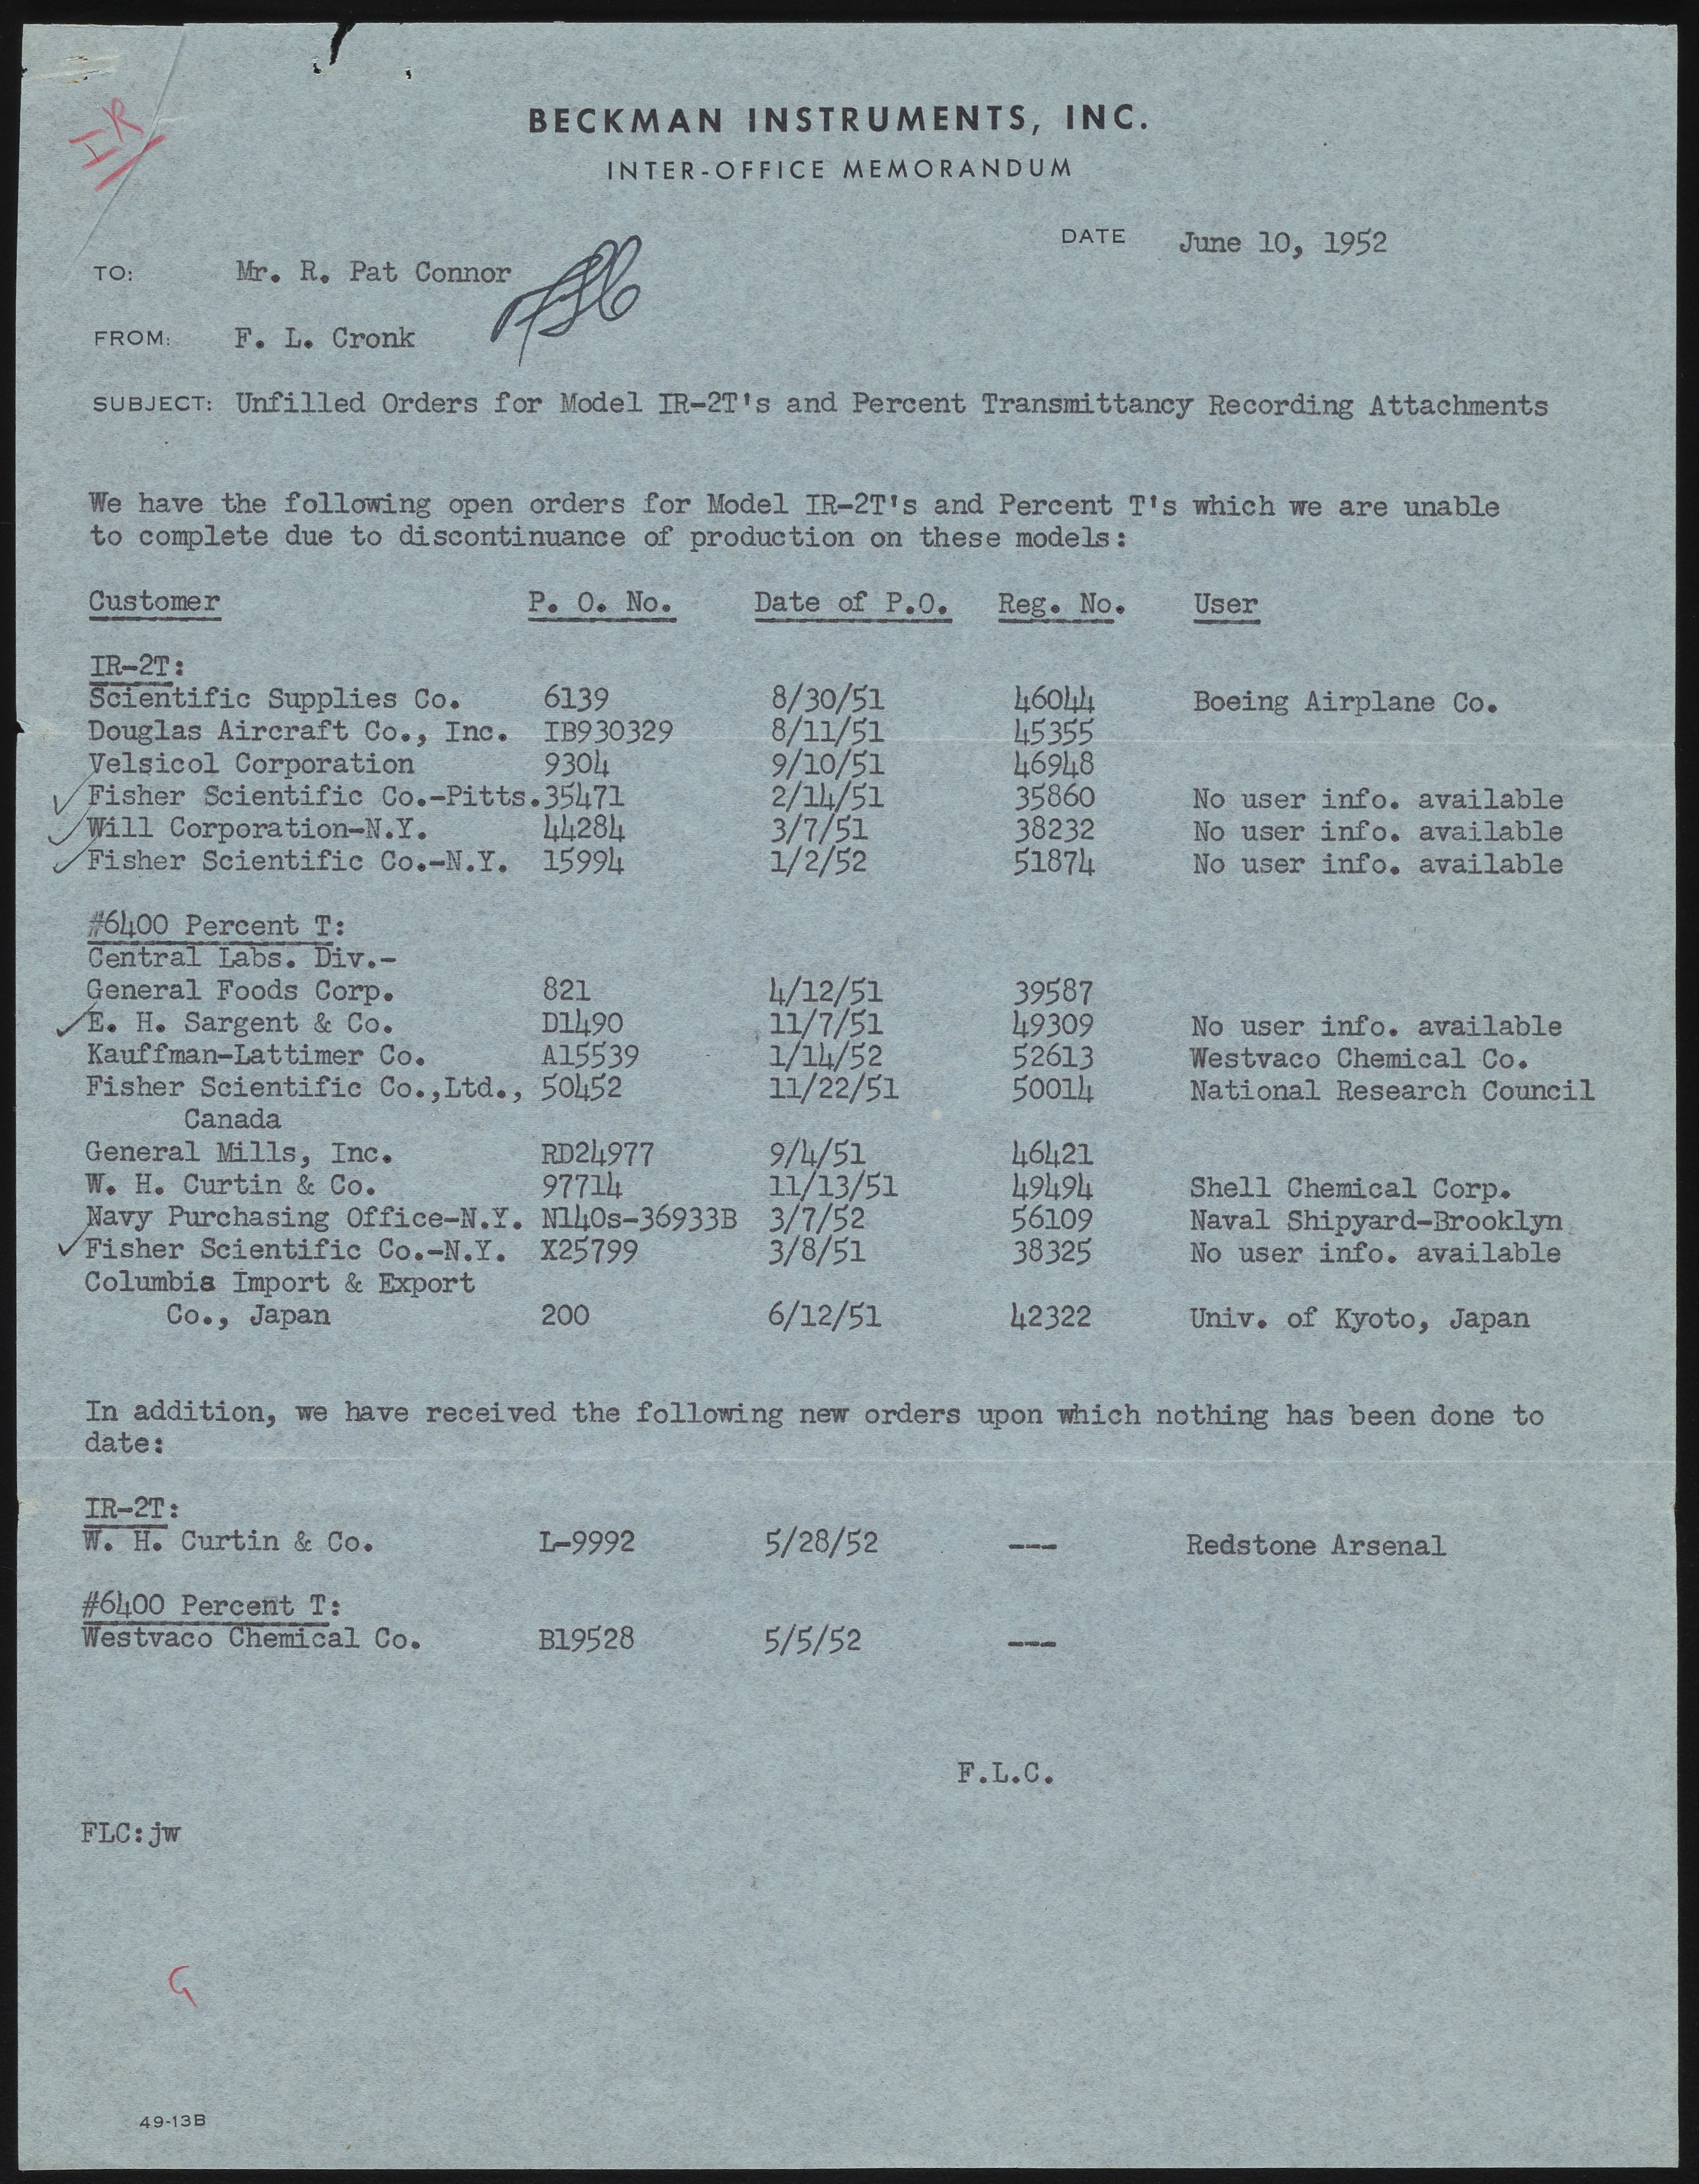 IR
BECKMAN INSTRUMENTS, INC.
INTER-OFFICE MEMORANDUM
DATE June 10, 1952
TO: Mr. R. Pat Connor
FROM: F. L. Cronk
SUBJECT: Unfilled Orders for Model IR-2T's and Percent Transmittancy Recording Attachments
We have the following open orders for Model IR-2T's and Percent T's which we are unable
to complete due to discontinuance of production on these models:
Customer P. O. No. Date of P.O. Reg. No. User
IR-2T:
Scientific Supplies Co. 6139 8/30/51 46044 Boeing Airplane Co.
Douglas Aircraft Co., Inc. IB930329 8/11/51 45355
Velsicol Corporation 9304 9/10/51 46948
✓ Fisher Scientific Co.-Pitts. 35471 2/14/51 35860 No user info. available
✓ Will Corporation-N.Y. 44284 3/7/51 38232 No user info. available
✓ Fisher Scientific Co.-N.Y. 15994 1/2/52 51874 No user info. available
#6400 Percent T:
Central Labs. Div.-
General Foods Corp. 821 4/12/51 39587
✓ E. H. Sargent & Co. D1490 11/7/51 49309 No user info. available
Kauffman-Lattimer Co. A15539 1/14/52 52613 Westvaco Chemical Co.
Fisher Scientific Co.,Ltd., 50452 11/22/51 50014 National Research Council
Canada
General Mills, Inc. RD24977 9/4/51 46421
W. H. Curtin & Co. 97714 11/13/51 49494 Shell Chemical Corp.
Navy Purchasing Office-N.Y. N140s-36933B 3/7/52 56109 Naval Shipyard-Brooklyn
✓ Fisher Scientific Co.-N.Y. X25799 3/8/51 38325 No user info. available
Columbia Import & Export
Co., Japan 200 6/12/51 42322 Univ. of Kyoto, Japan
In addition, we have received the following new orders upon which nothing has been done to
date:
IR-2T:
W. H. Curtin & Co. L-9992 5/28/52 --- Redstone Arsenal
#6400 Percent T:
Westvaco Chemical Co. B19528 5/5/52 ---
F.L.C.
FLC:jw
49-13B